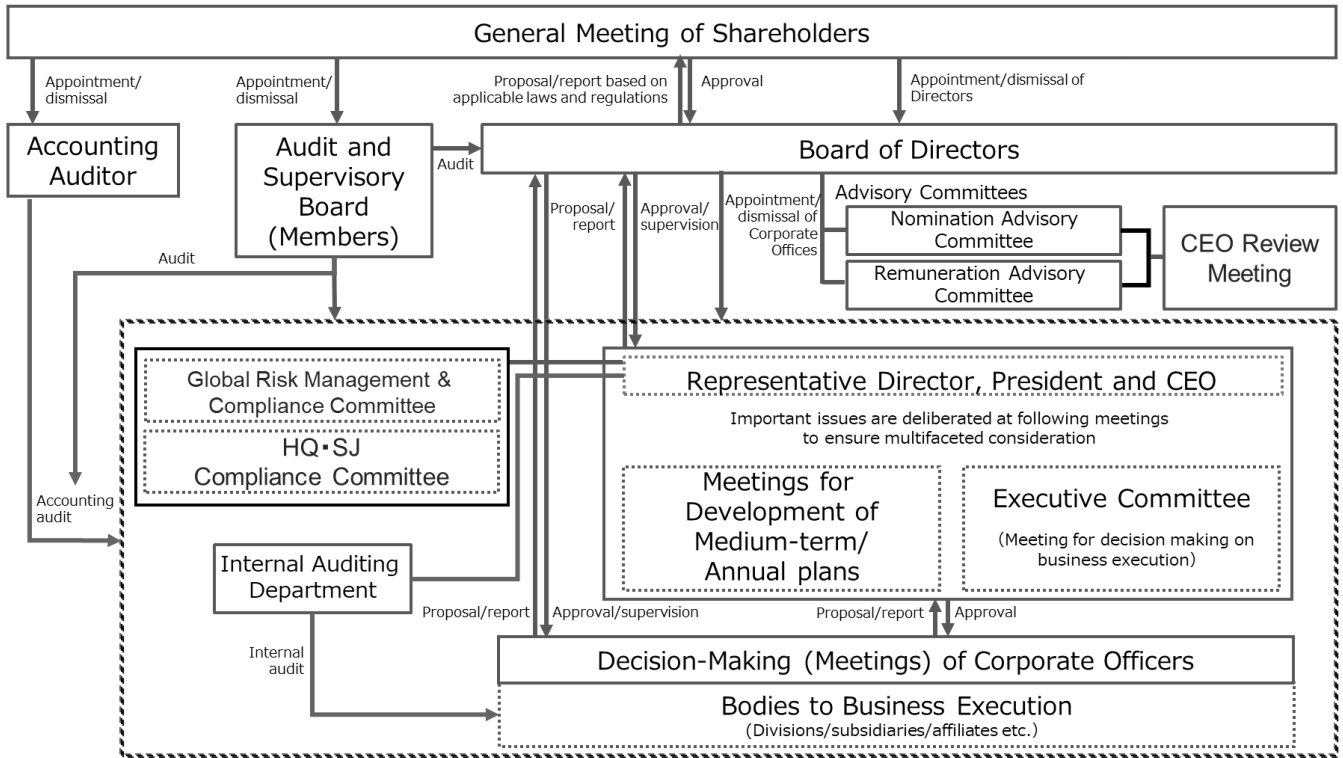 General Meeting of Shareholders
Appointment/
dismissal
Appointment/
dismissal
Proposal/report based on
applicable laws and regulations
Approval
Appointment/dismissal of
Directors
Accounting
Auditor
Audit and
Supervisory
Board
(Members)
Audit
Board of Directors
Proposal/
report
Approval/
supervision
Appointment/
dismissal of
Corporate
Offices
Advisory Committees
Nomination Advisory
Committee
Remuneration Advisory
Committee
CEO Review
Meeting
Audit
Global Risk Management &
Compliance Committee
HQ・SJ
Compliance Committee
Representative Director, President and CEO
Important issues are deliberated at following meetings
to ensure multifaceted consideration
Meetings for
Development of
Medium-term/
Annual plans
Executive Committee
(Meeting for decision making on
business execution)
Accounting
audit
Internal Auditing
Department
Proposal/report
Approval/supervision
Proposal/report
Approval
Internal
audit
Decision-Making (Meetings) of Corporate Officers
Bodies to Business Execution
(Divisions/subsidiaries/affiliates etc.)